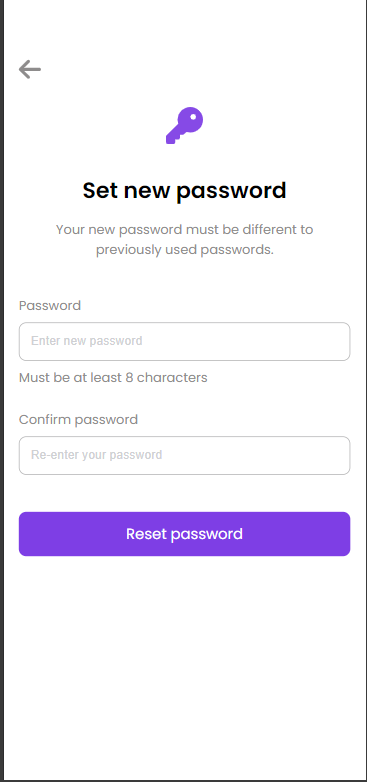 Set new password
Your new password must be different to
previously used passwords.
Password
Enter new password
Must be at least 8 characters
Confirm password
Re-enter your password
Reset password